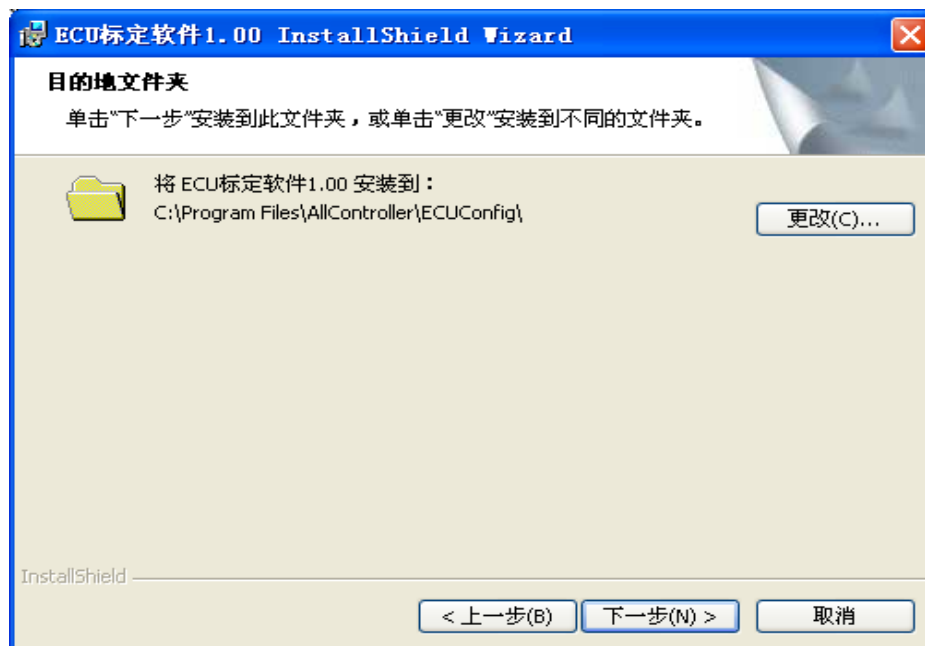 ECU标定软件1.00 InstallShield Wizard
目的地文件夹
单击“下一步”安装到此文件夹，或单击“更改”安装到不同的文件夹。
将 ECU标定软件1.00 安装到：
C:\Program Files\AllController\ECUConfig\
更改(C)...
InstallShield
< 上一步(B)
下一步(N) >
取消